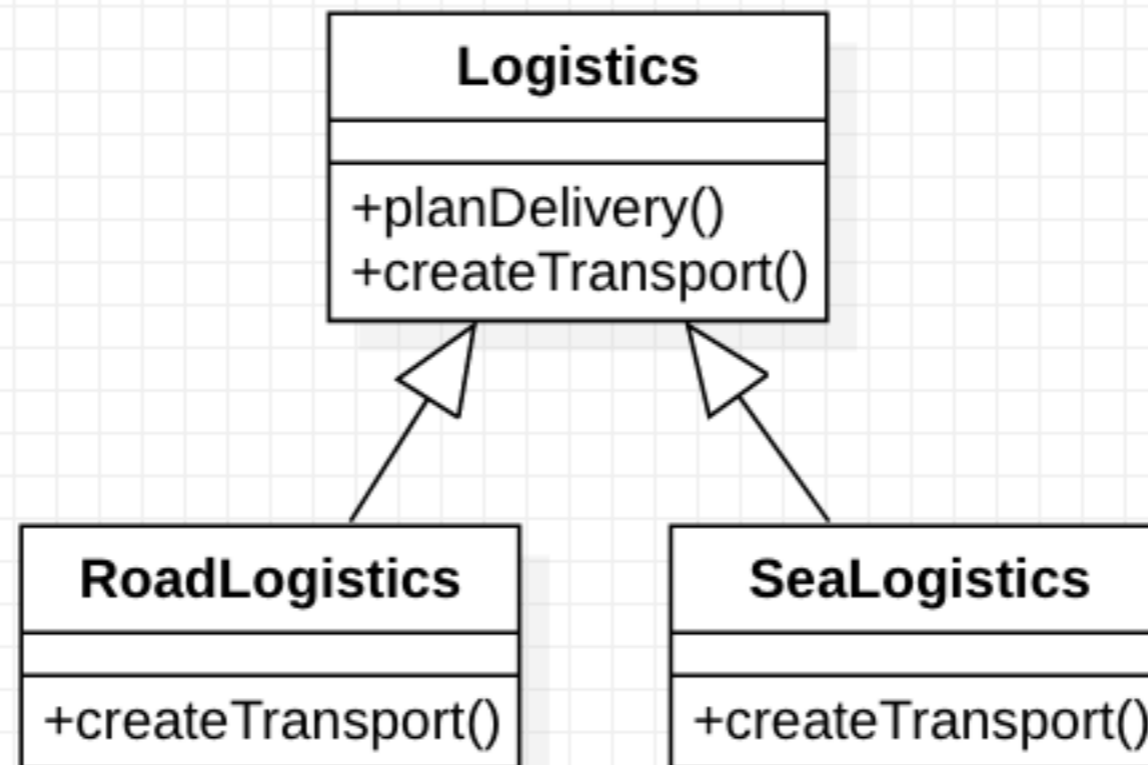 Logistics
+planDelivery()
+createTransport()
RoadLogistics
SeaLogistics
+createTransport()
+createTransport()